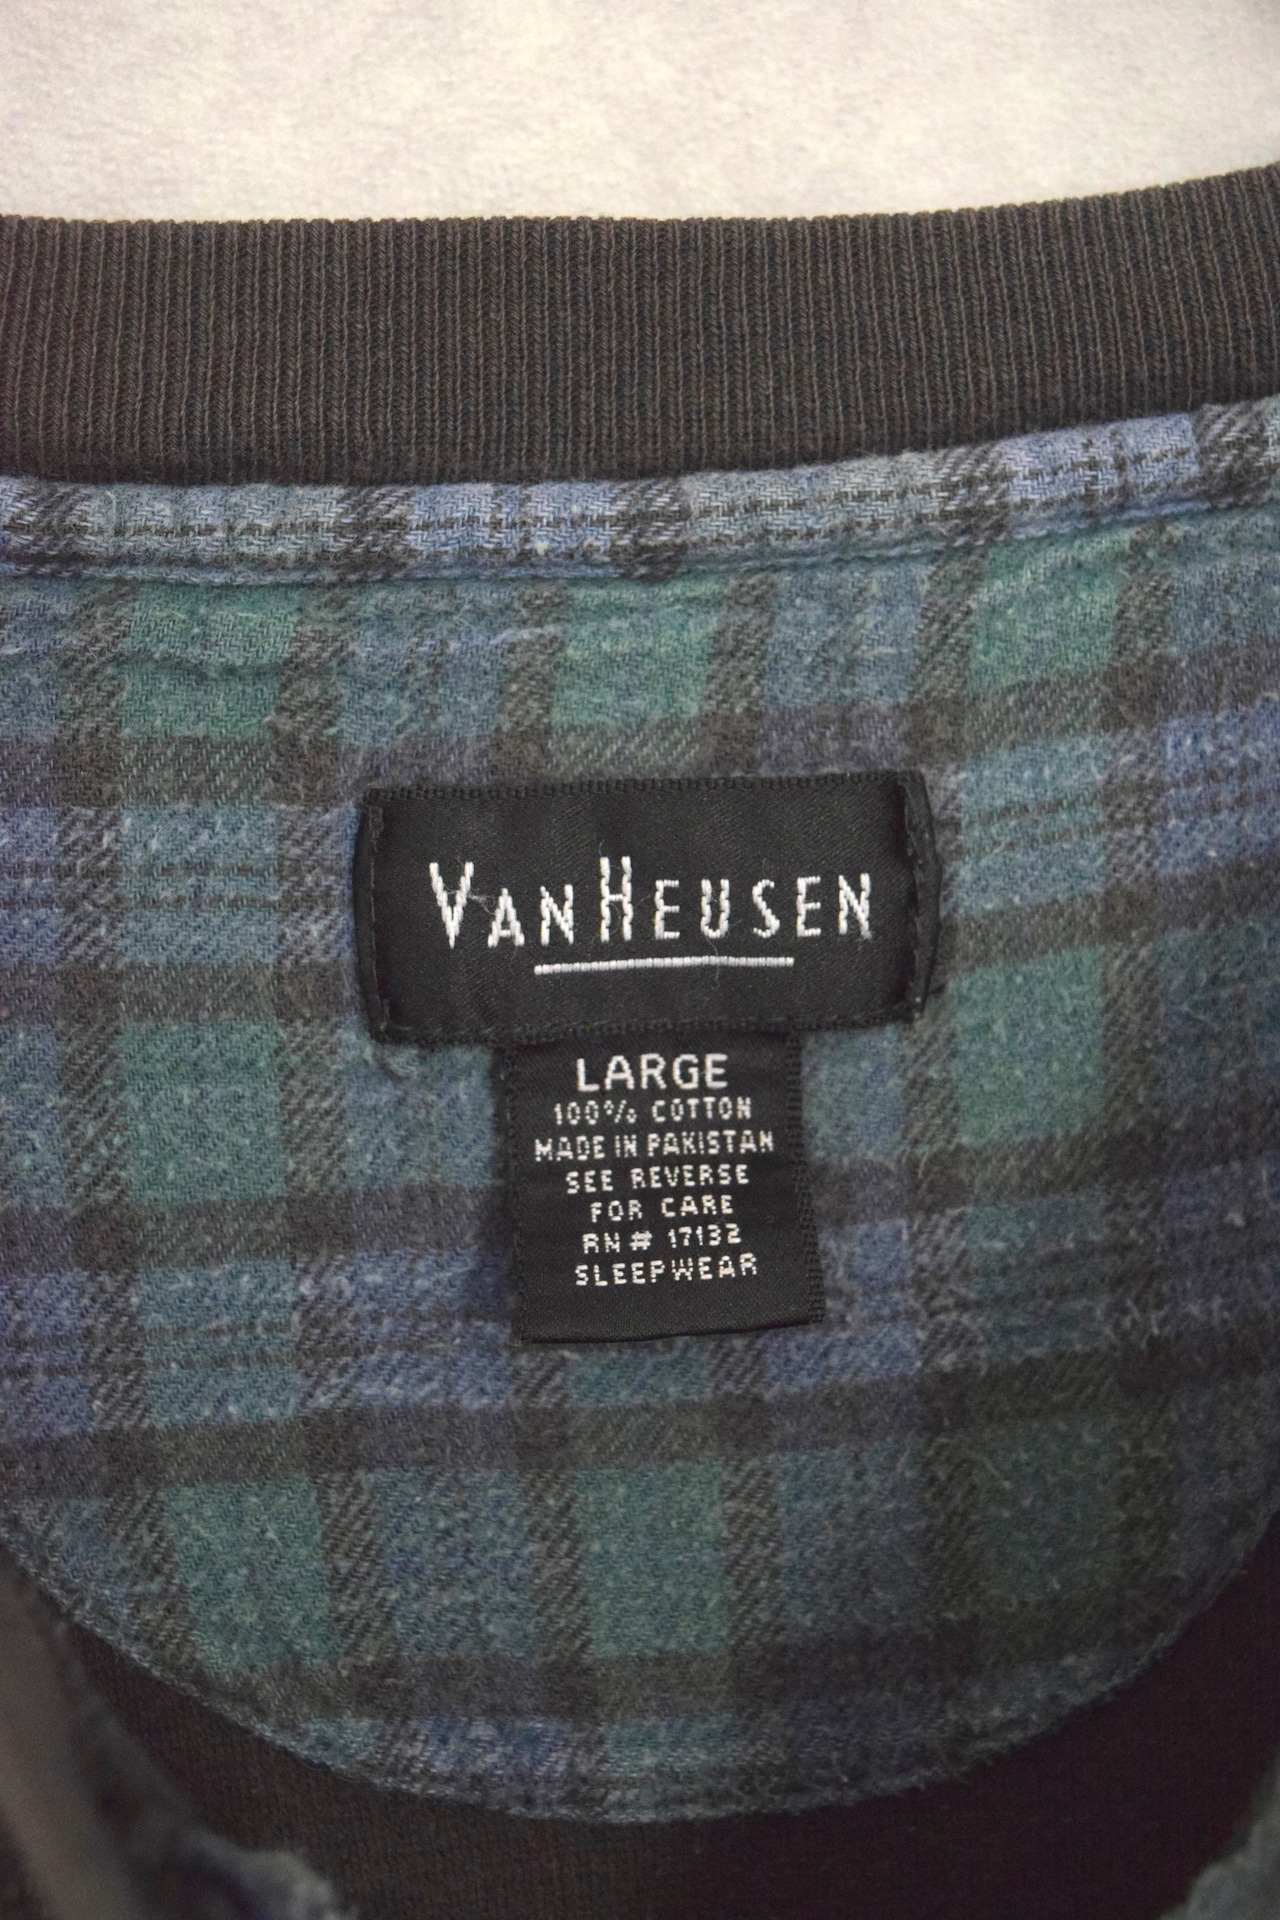 VANHEUSEN
LARGE
100% COTTON
MADE IN PAKISTAN
SEE REVERSE
FOR CARE
RN# 17132
SLEEPWEAR